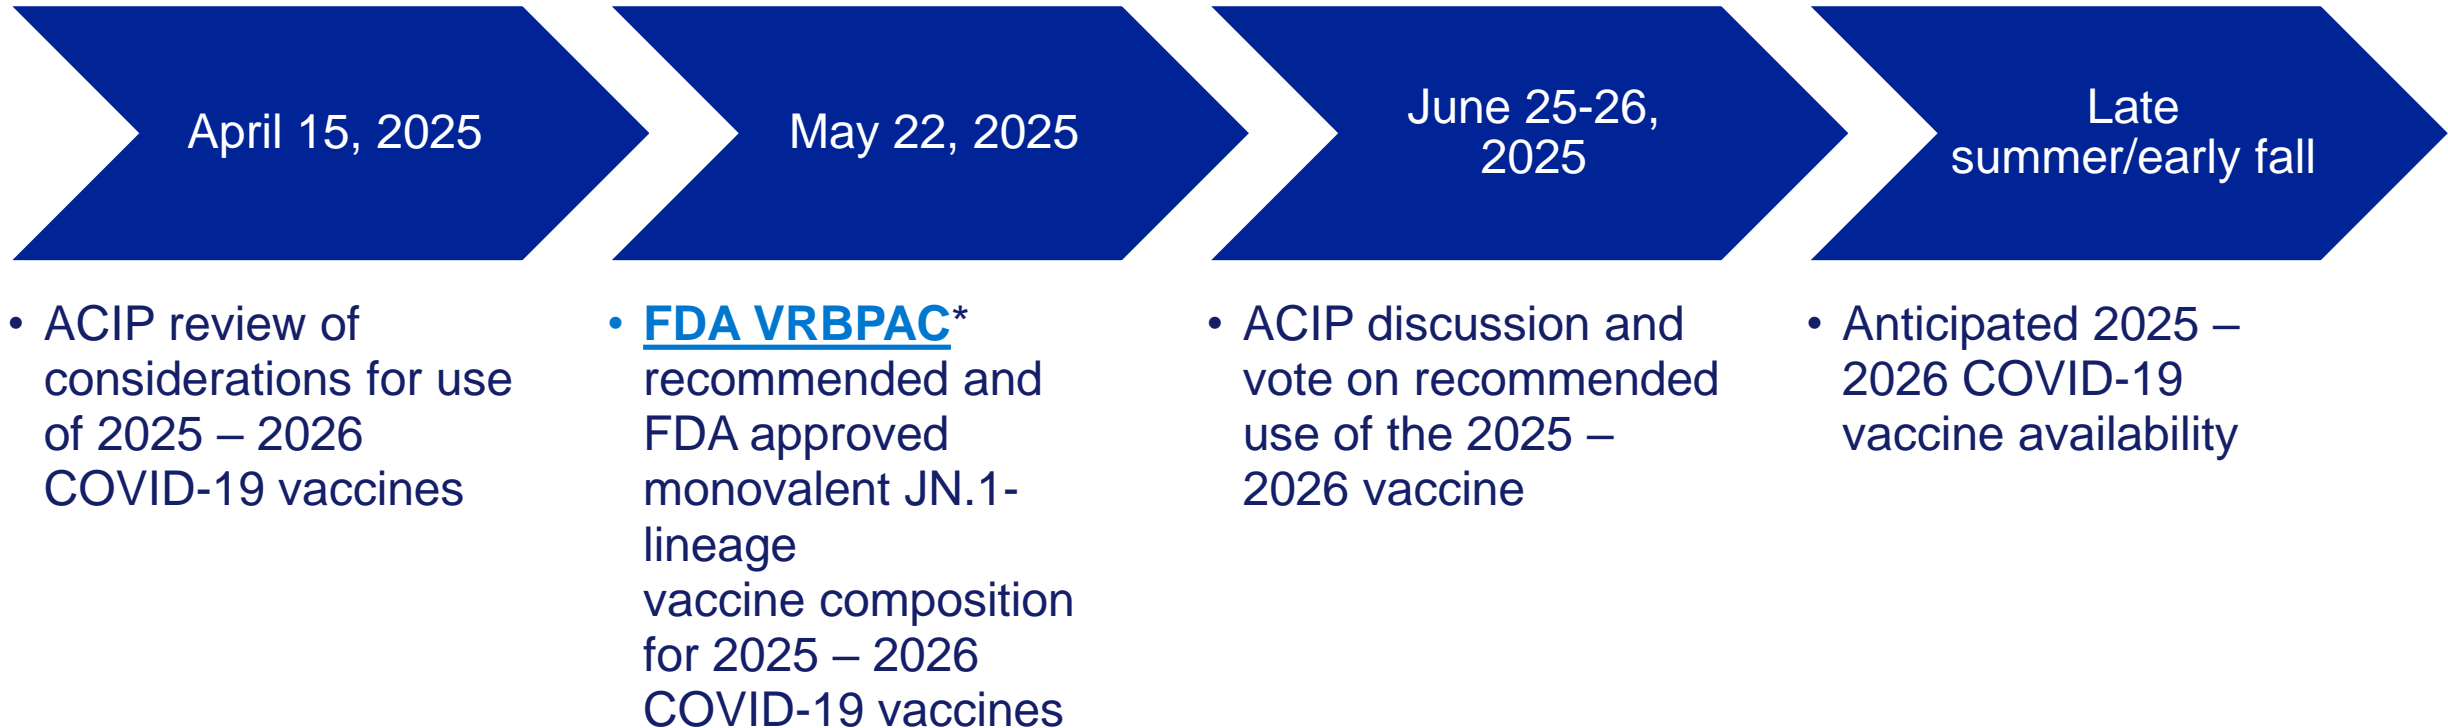 April 15, 2025
May 22, 2025
June 25-26,
2025
Late
summer/early fall
• ACIP review of
considerations for use
of 2025 – 2026
COVID-19 vaccines
• FDA VRBPAC*
recommended and
FDA approved
monovalent JN.1-
lineage
vaccine composition
for 2025 – 2026
COVID-19 vaccines
• ACIP discussion and
vote on recommended
use of the 2025 –
2026 vaccine
• Anticipated 2025 –
2026 COVID-19
vaccine availability